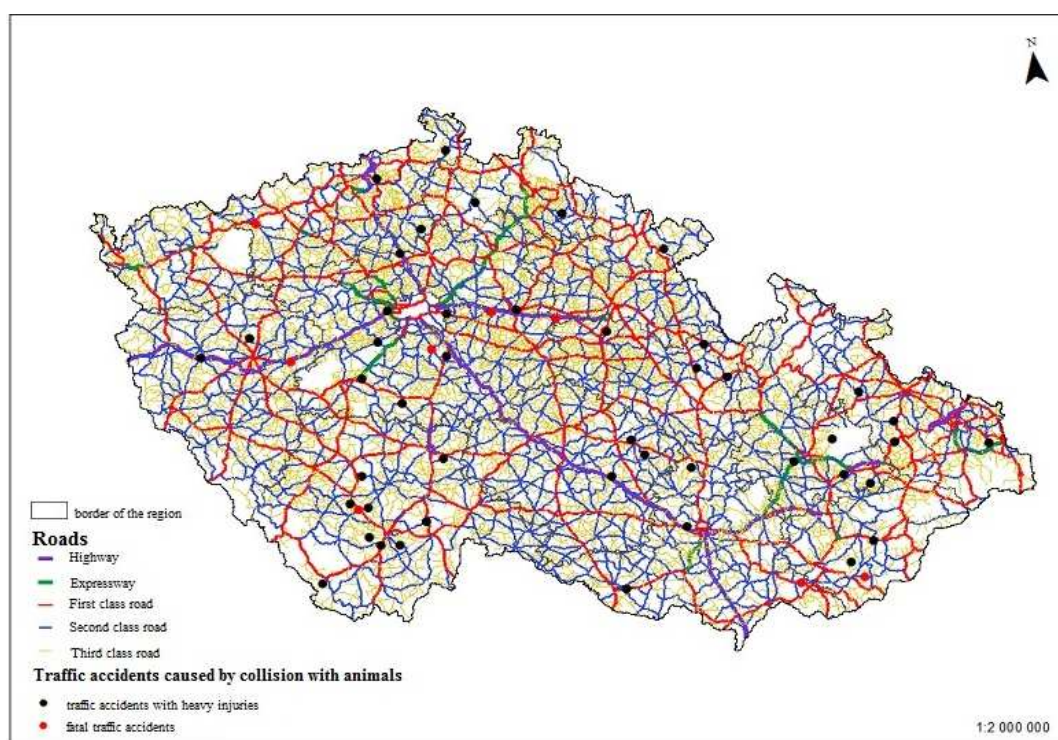 N
border of the region
Roads
Highway
Expressway
First class road
Second class road
Third class road
Traffic accidents caused by collision with animals
traffic accidents with heavy injuries
fatal traffic accidents
1:2 000 000